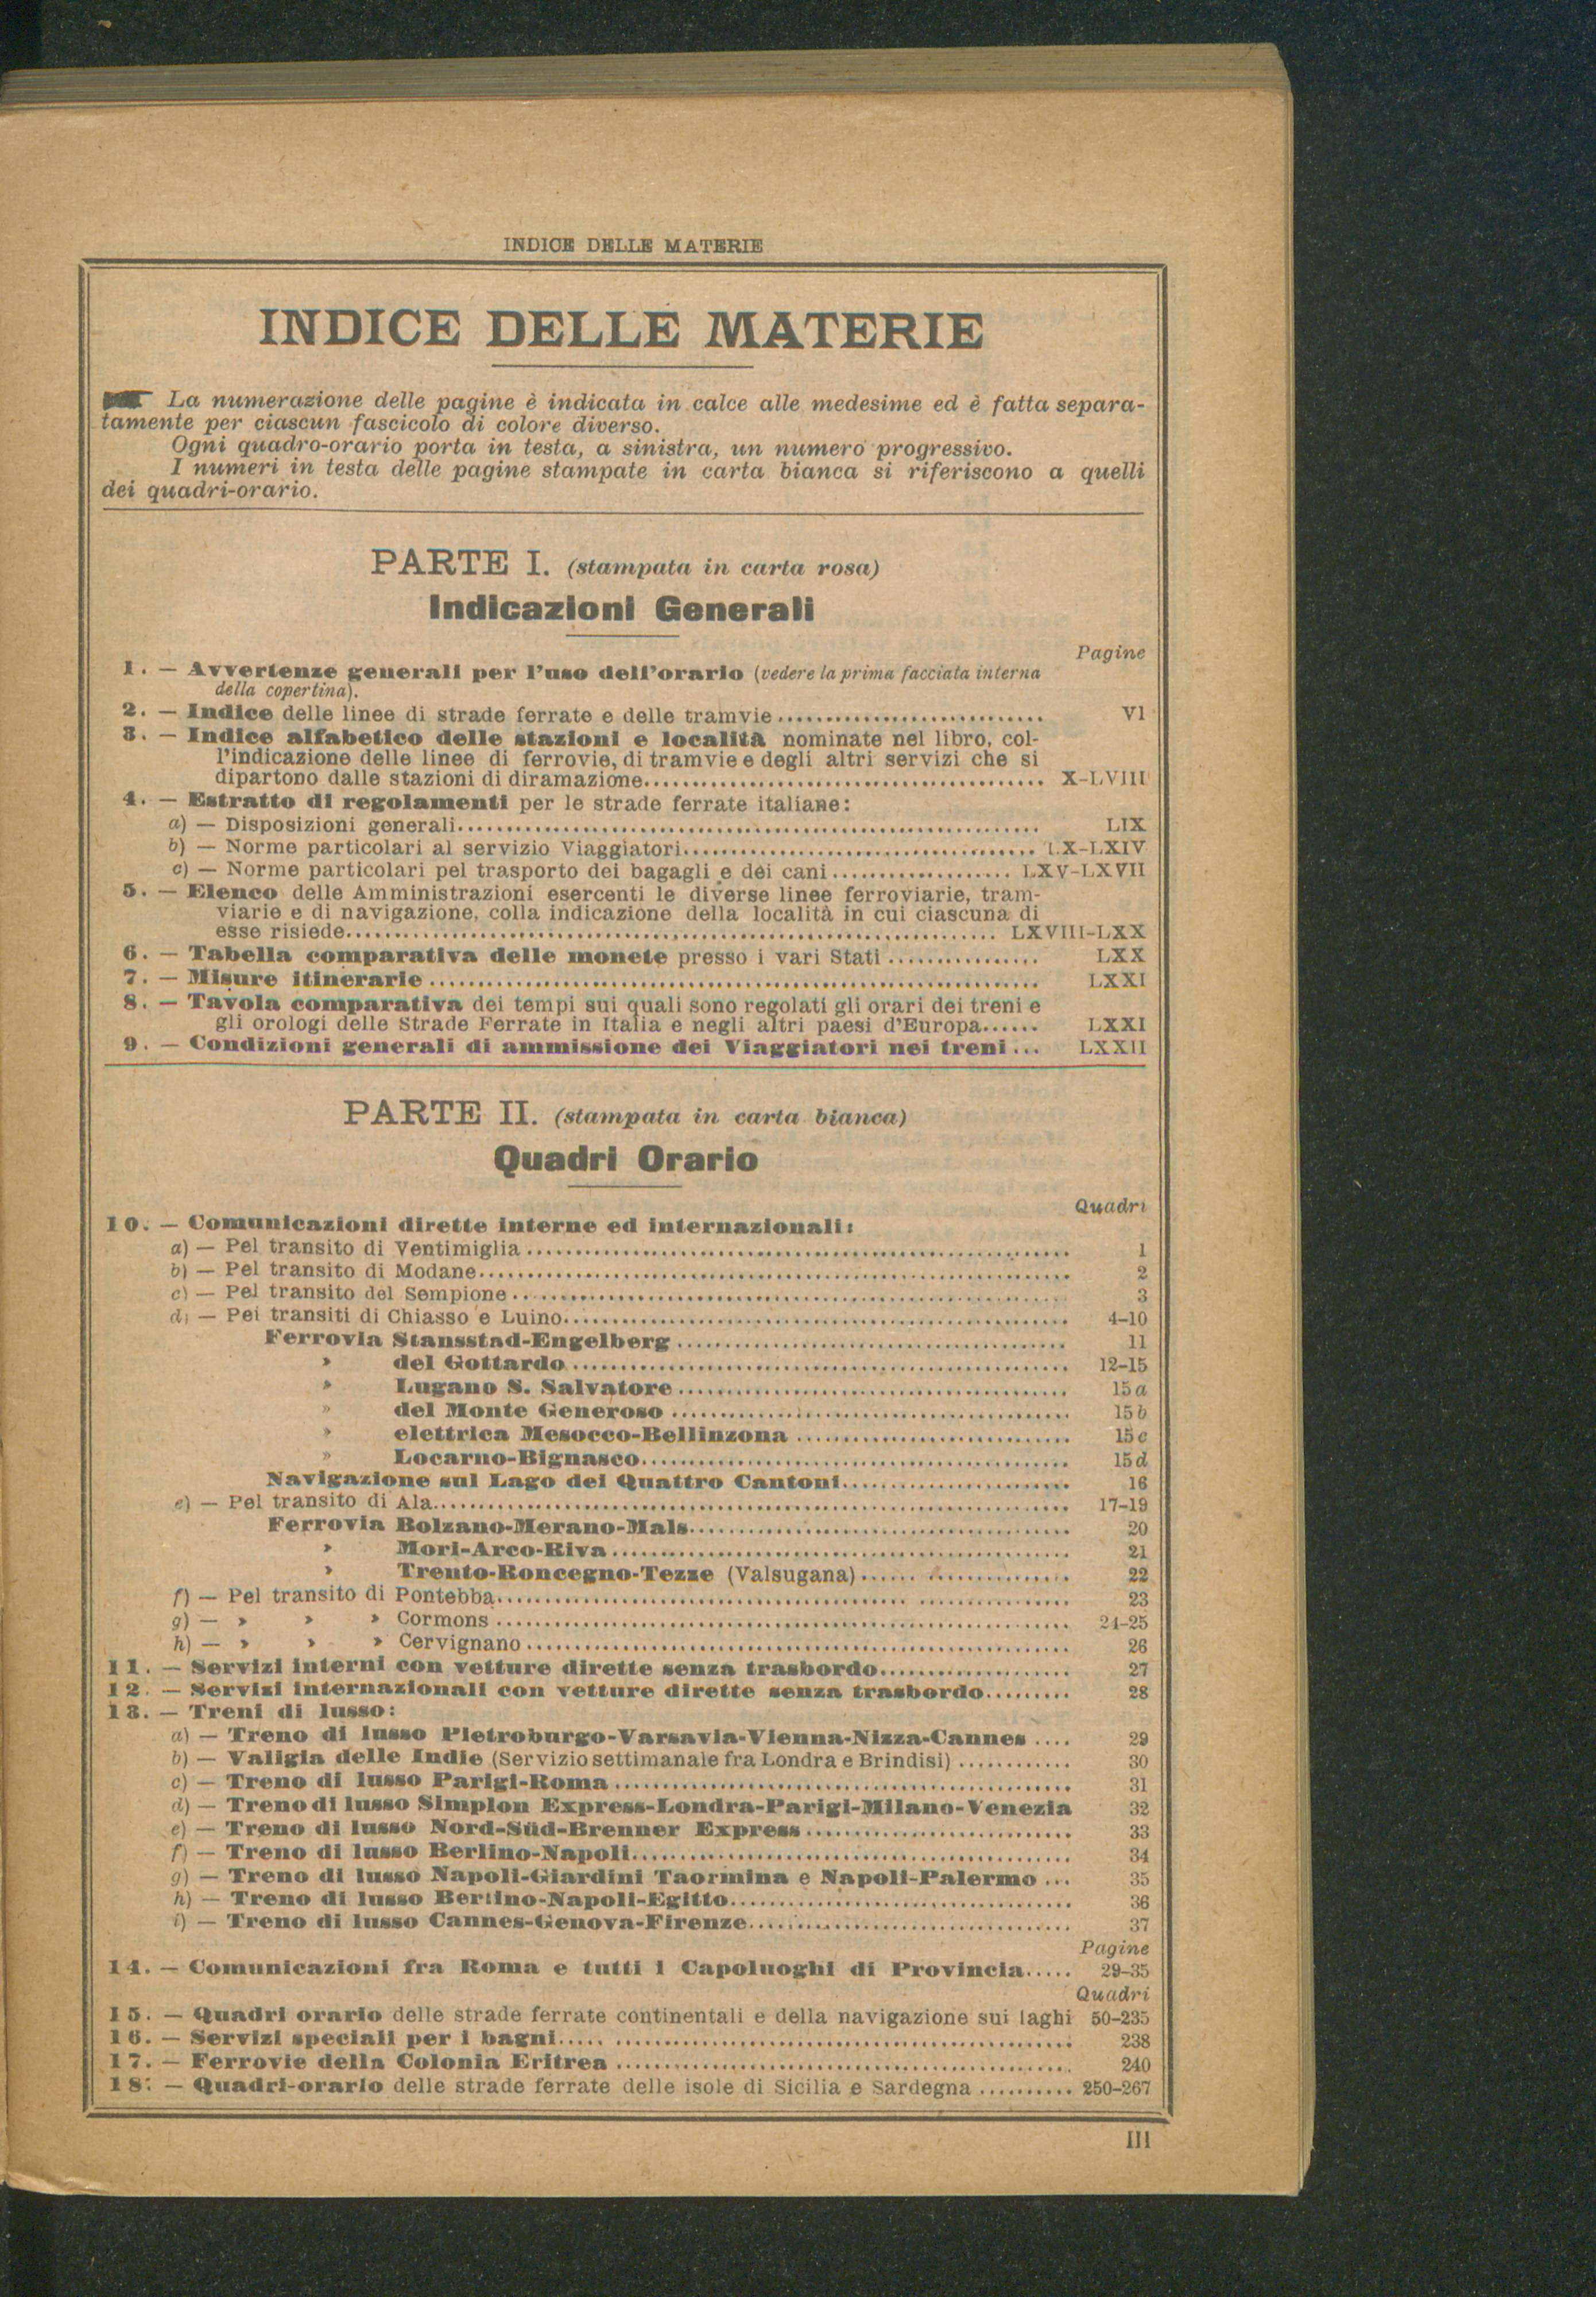 INDICE DELLE MATERIE
INDICE DELLE MATERIE
La numerazione delle pagine è indicata in calce alle medesime ed è fatta separa-
tamente per ciascun fascicolo di colore diverso.
Ogni quadro-orario porta in testa, a sinistra, un numero progressivo.
I numeri in testa delle pagine stampate in carta bianca si riferiscono a quelli
dei quadri-orario.
PARTE I. (stampata in carta rosa)
Indicazioni Generali
Pagine
1. — Avvertenze generali per l'uso dell'orario (vedere la prima facciata interna
della copertina).
2. — Indice delle linee di strade ferrate e delle tramvie ............................ VI
3. — Indice alfabetico delle stazioni e località nominate nel libro, col-
l'indicazione delle linee di ferrovie, di tramvie e degli altri servizi che si
dipartono dalle stazioni di diramazione.......................................... X-LVIII
4. — Estratto di regolamenti per le strade ferrate italiane:
a) — Disposizioni generali............................................................. LIX
b) — Norme particolari al servizio Viaggiatori..................................... LX-LXIV
c) — Norme particolari pel trasporto dei bagagli e dei cani ................... LXV-LXVII
5. — Elenco delle Amministrazioni esercenti le diverse linee ferroviarie, tram-
viarie e di navigazione, colla indicazione della località in cui ciascuna di
esse risiede.................................................................... LXVIII-LXX
6. — Tabella comparativa delle monete presso i vari Stati ................ LXX
7. — Misure itinerarie ................................................................ LXXI
8. — Tavola comparativa dei tempi sui quali sono regolati gli orari dei treni e
gli orologi delle Strade Ferrate in Italia e negli altri paesi d'Europa...... LXXI
9. — Condizioni generali di ammissione dei Viaggiatori nei treni... LXXII
PARTE II. (stampata in carta bianca)
Quadri Orario
Quadri
10. — Comunicazioni dirette interne ed internazionali:
a) — Pel transito di Ventimiglia ......................................................... 1
b) — Pel transito di Modane............................................................. 2
c) — Pel transito del Sempione .......................................................... 3
d) — Pei transiti di Chiasso e Luino..................................................... 4-10
Ferrovia Stansstad-Engelberg ......................................... 11
» del Gottardo .................................................... 12-15
» Lugano S. Salvatore ......................................... 15 a
» del Monte Generoso .......................................... 15 b
» elettrica Mesocco-Bellinzona ............................. 15 c
» Locarno-Bignasco............................................. 15 d
Navigazione sul Lago dei Quattro Cantoni........................ 16
e) — Pel transito di Ala.................................................................. 17-19
Ferrovia Bolzano-Merano-Mals........................................ 20
» Mori-Arco-Riva ................................................ 21
» Trento-Roncegno-Tezze (Valsugana)...... ............... 22
f) — Pel transito di Pontebba............................................ ................ 23
g) — » » » Cormons ............................................................ 24-25
h) — » » » Cervignano ......................................................... 26
11. — Servizi interni con vetture dirette senza trasbordo.................... 27
12. — Servizi internazionali con vetture dirette senza trasbordo......... 28
13. — Treni di lusso:
a) — Treno di lusso Pietroburgo-Varsavia-Vienna-Nizza-Cannes .... 29
b) — Valigia delle Indie (Servizio settimanale fra Londra e Brindisi) ............ 30
c) — Treno di lusso Parigi-Roma ................................................ 31
d) — Treno di lusso Simplon Express-Londra-Parigi-Milano-Venezia 32
e) — Treno di lusso Nord-Süd-Brenner Express ............................ 33
f) — Treno di lusso Berlino-Napoli.............................................. 34
g) — Treno di lusso Napoli-Giardini Taormina e Napoli-Palermo ... 35
h) — Treno di lusso Berlino-Napoli-Egitto.................................... 36
i) — Treno di lusso Cannes-Genova-Firenze.................................. 37
Pagine
14. — Comunicazioni fra Roma e tutti i Capoluoghi di Provincia..... 29-35
Quadri
15. — Quadri orario delle strade ferrate continentali e della navigazione sui laghi 50-235
16. — Servizi speciali per i bagni..... ................................................ 238
17. — Ferrovie della Colonia Eritrea ................................................ 240
18. — Quadri-orario delle strade ferrate delle isole di Sicilia e Sardegna .......... 250-267
III